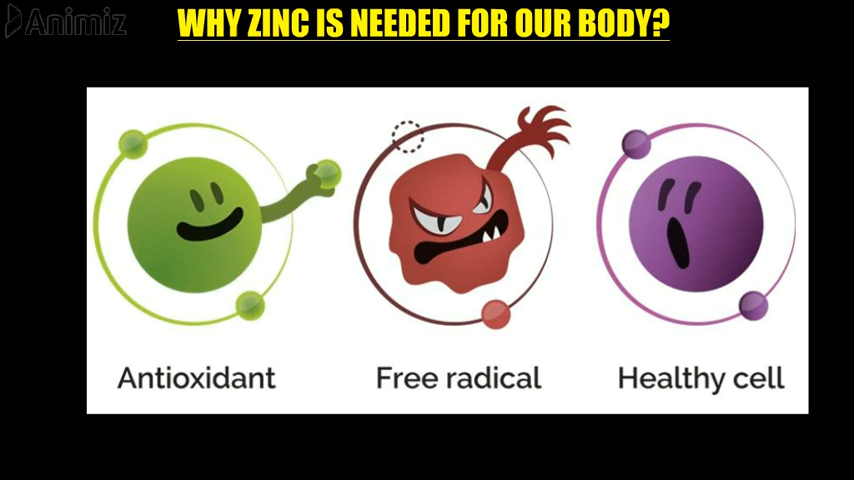 Animiz
WHY ZINC IS NEEDED FOR OUR BODY?
Antioxidant
Free radical
Healthy cell